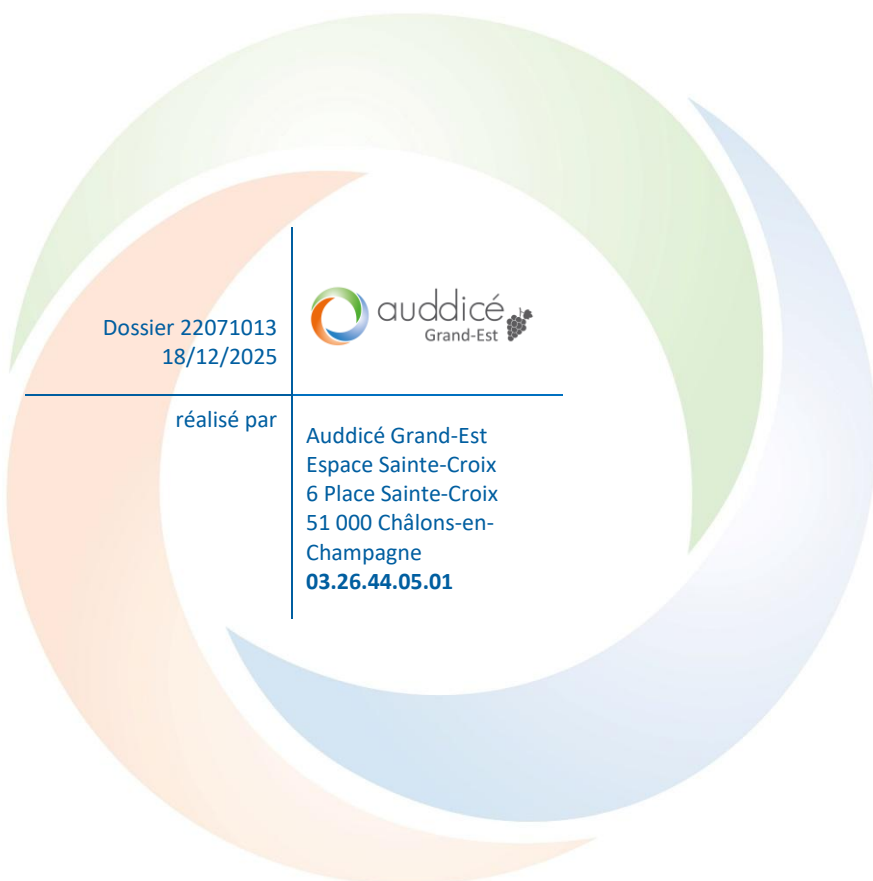 Dossier 22071013
18/12/2025
auddicé
Grand-Est
réalisé par
Auddicé Grand-Est
Espace Sainte-Croix
6 Place Sainte-Croix
51 000 Châlons-en-
Champagne
03.26.44.05.01